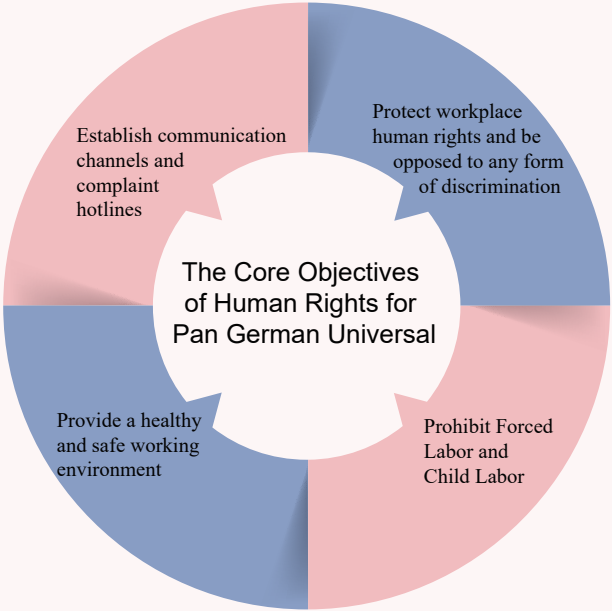 Establish communication
channels and
complaint
hotlines
Protect workplace
human rights and be
opposed to any form
of discrimination
The Core Objectives
of Human Rights for
Pan German Universal
Provide a healthy
and safe working
environment
Prohibit Forced
Labor and
Child Labor